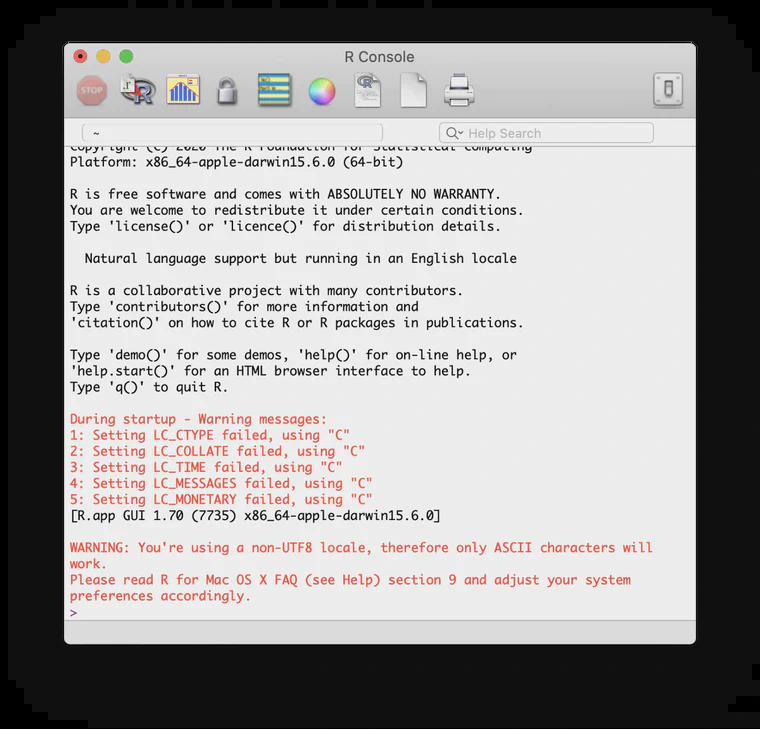 R Console
STOP
~
Help Search
Copyright (C) 2020 The R Foundation for Statistical Computing
Platform: x86_64-apple-darwin15.6.0 (64-bit)
R is free software and comes with ABSOLUTELY NO WARRANTY.
You are welcome to redistribute it under certain conditions.
Type 'license()' or 'licence()' for distribution details.
Natural language support but running in an English locale
R is a collaborative project with many contributors.
Type 'contributors()' for more information and
'citation()' on how to cite R or R packages in publications.
Type 'demo()' for some demos, 'help()' for on-line help, or
'help.start()' for an HTML browser interface to help.
Type 'q()' to quit R.
During startup - Warning messages:
1: Setting LC_CTYPE failed, using "C"
2: Setting LC_COLLATE failed, using "C"
3: Setting LC_TIME failed, using "C"
4: Setting LC_MESSAGES failed, using "C"
5: Setting LC_MONETARY failed, using "C"
[R.app GUI 1.70 (7735) x86_64-apple-darwin15.6.0]
WARNING: You're using a non-UTF8 locale, therefore only ASCII characters will
work.
Please read R for Mac OS X FAQ (see Help) section 9 and adjust your system
preferences accordingly.
>